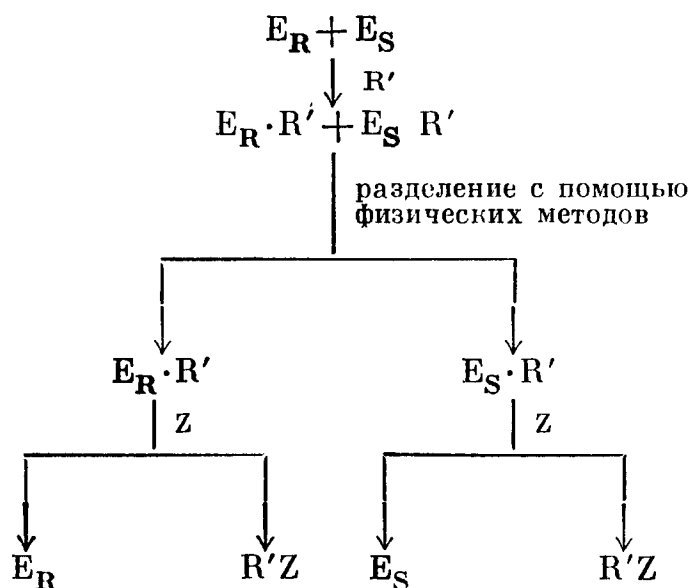 E_R + E_S
R′
E_R · R′ + E_S R′
разделение с помощью
физических методов
E_R · R′ E_S · R′
Z Z
E_R R′Z E_S R′Z